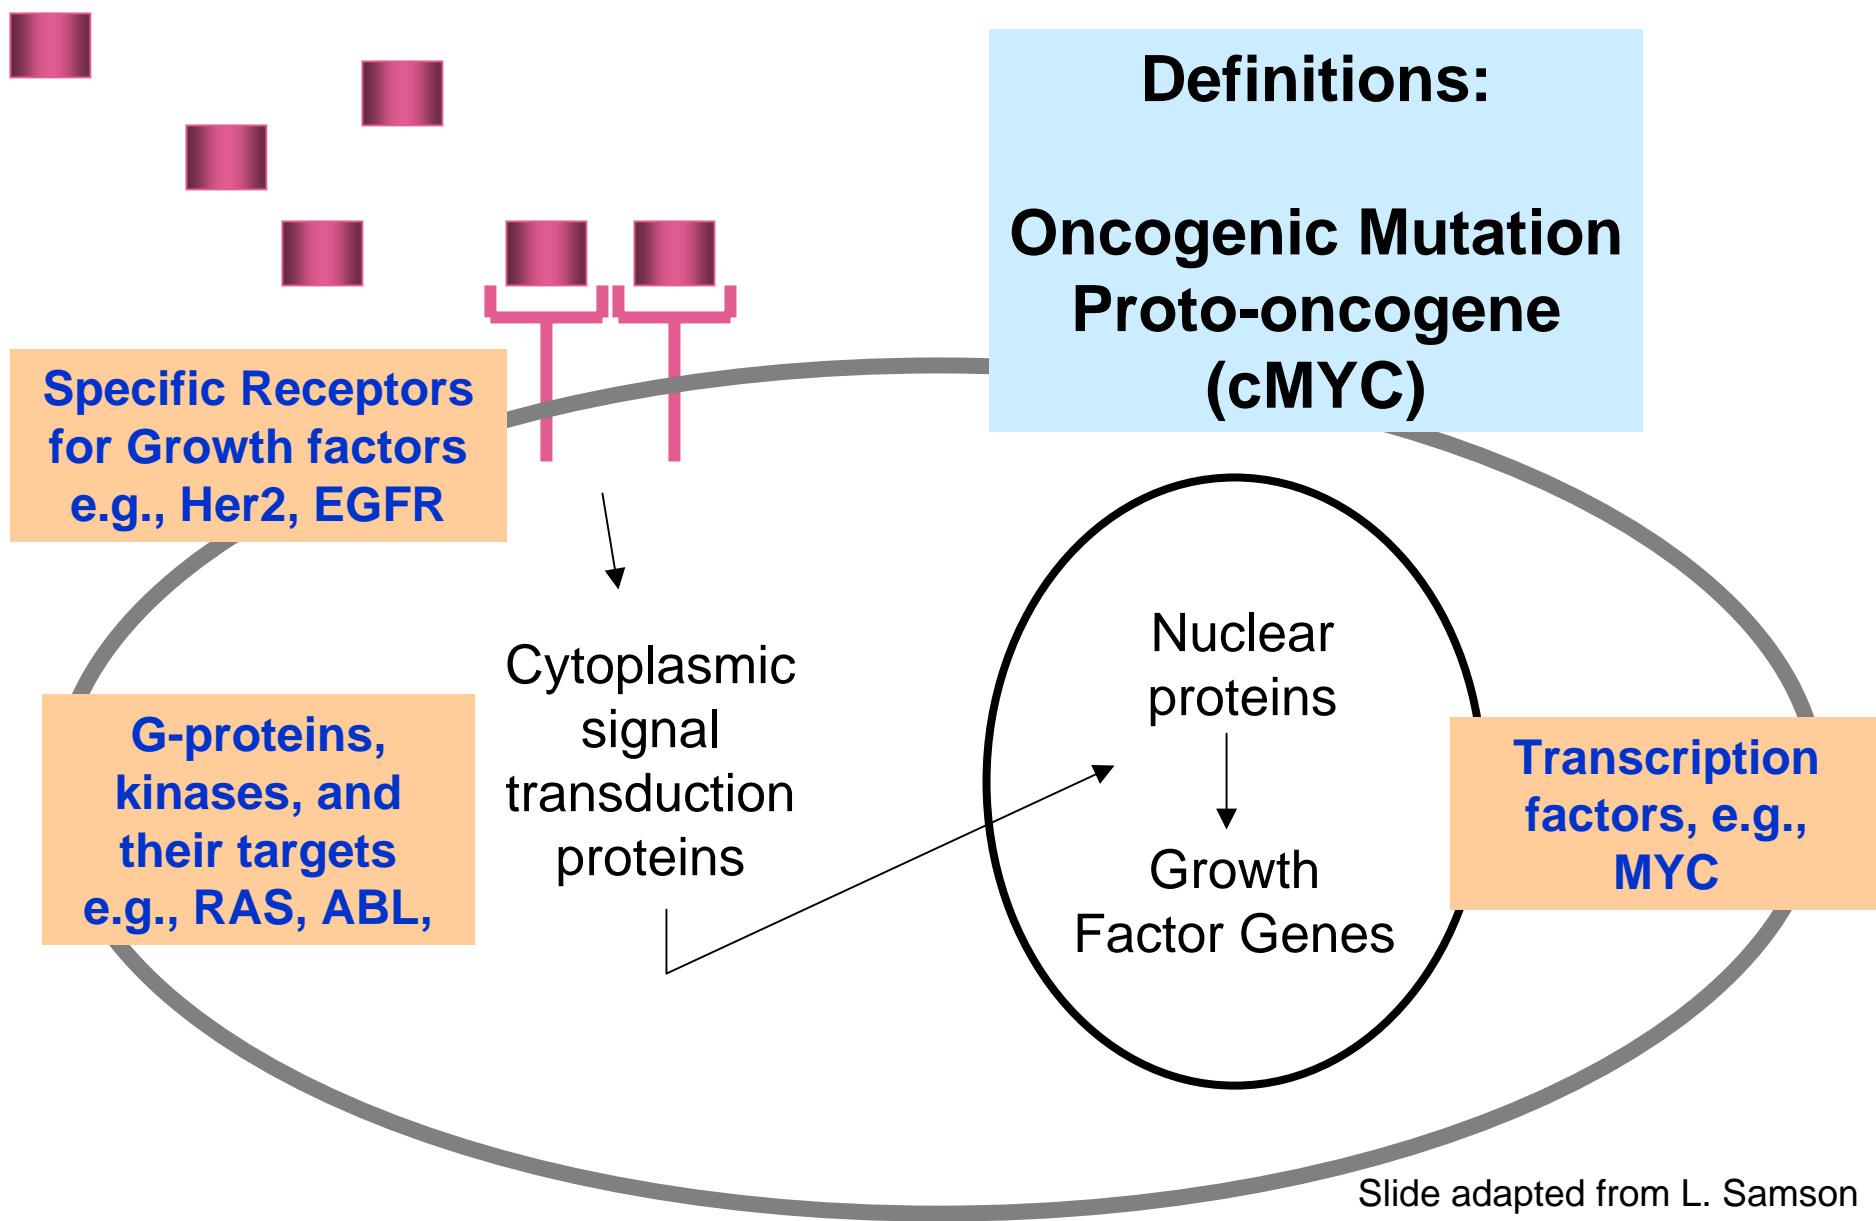 Definitions:
Oncogenic Mutation
Proto-oncogene
(cMYC)
Specific Receptors
for Growth factors
e.g., Her2, EGFR
Cytoplasmic
signal
transduction
proteins
G-proteins,
kinases, and
their targets
e.g., RAS, ABL,
Nuclear
proteins
Growth
Factor Genes
Transcription
factors, e.g.,
MYC
Slide adapted from L. Samson